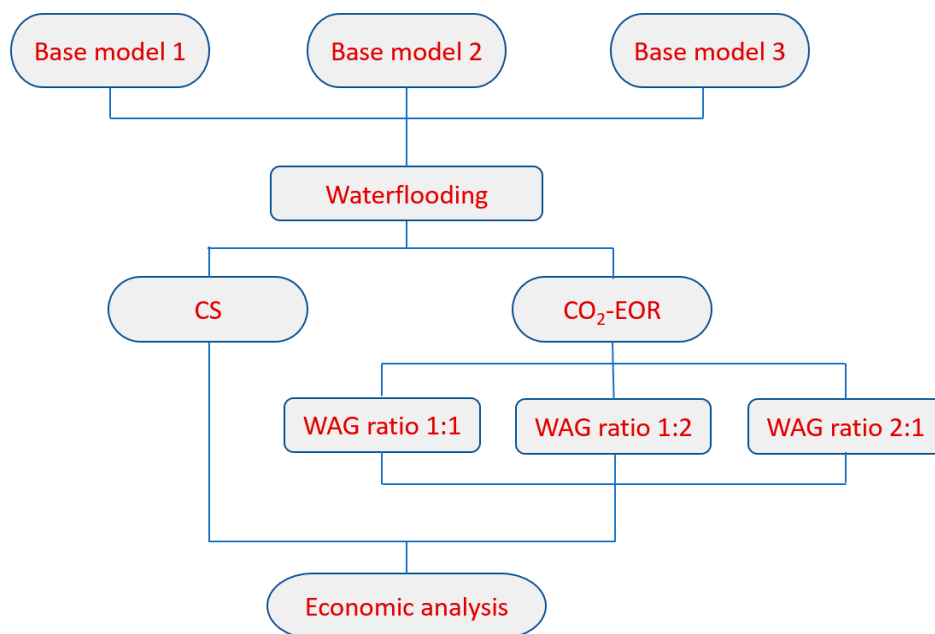 Base model 1
Base model 2
Base model 3
Waterflooding
CS
CO₂-EOR
WAG ratio 1:1
WAG ratio 1:2
WAG ratio 2:1
Economic analysis